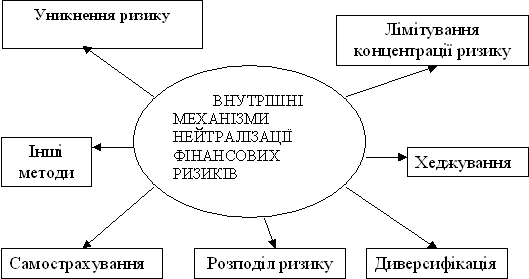 Уникнення ризику
Лімітування
концентрації ризику
ВНУТРІШНІ
МЕХАНІЗМИ
НЕЙТРАЛІЗАЦІЇ
ФІНАНСОВИХ
РИЗИКІВ
Інші
методи
Хеджування
Самострахування
Розподіл ризику
Диверсифікація